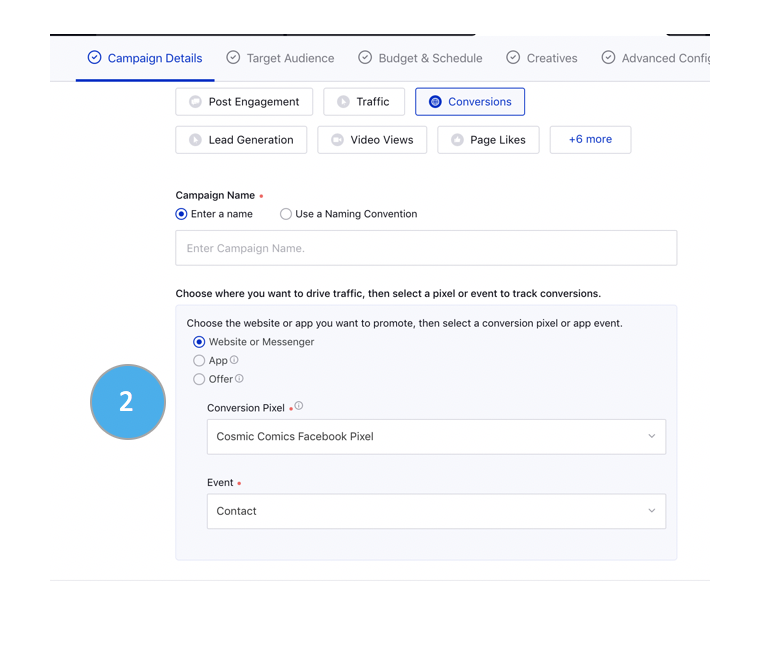 Campaign Details Target Audience Budget & Schedule Creatives Advanced Config
Post Engagement Traffic Conversions
Lead Generation Video Views Page Likes +6 more
Campaign Name •
Enter a name Use a Naming Convention
Enter Campaign Name.
Choose where you want to drive traffic, then select a pixel or event to track conversions.
Choose the website or app you want to promote, then select a conversion pixel or app event.
Website or Messenger
App
Offer
2
Conversion Pixel •
Cosmic Comics Facebook Pixel
Event •
Contact